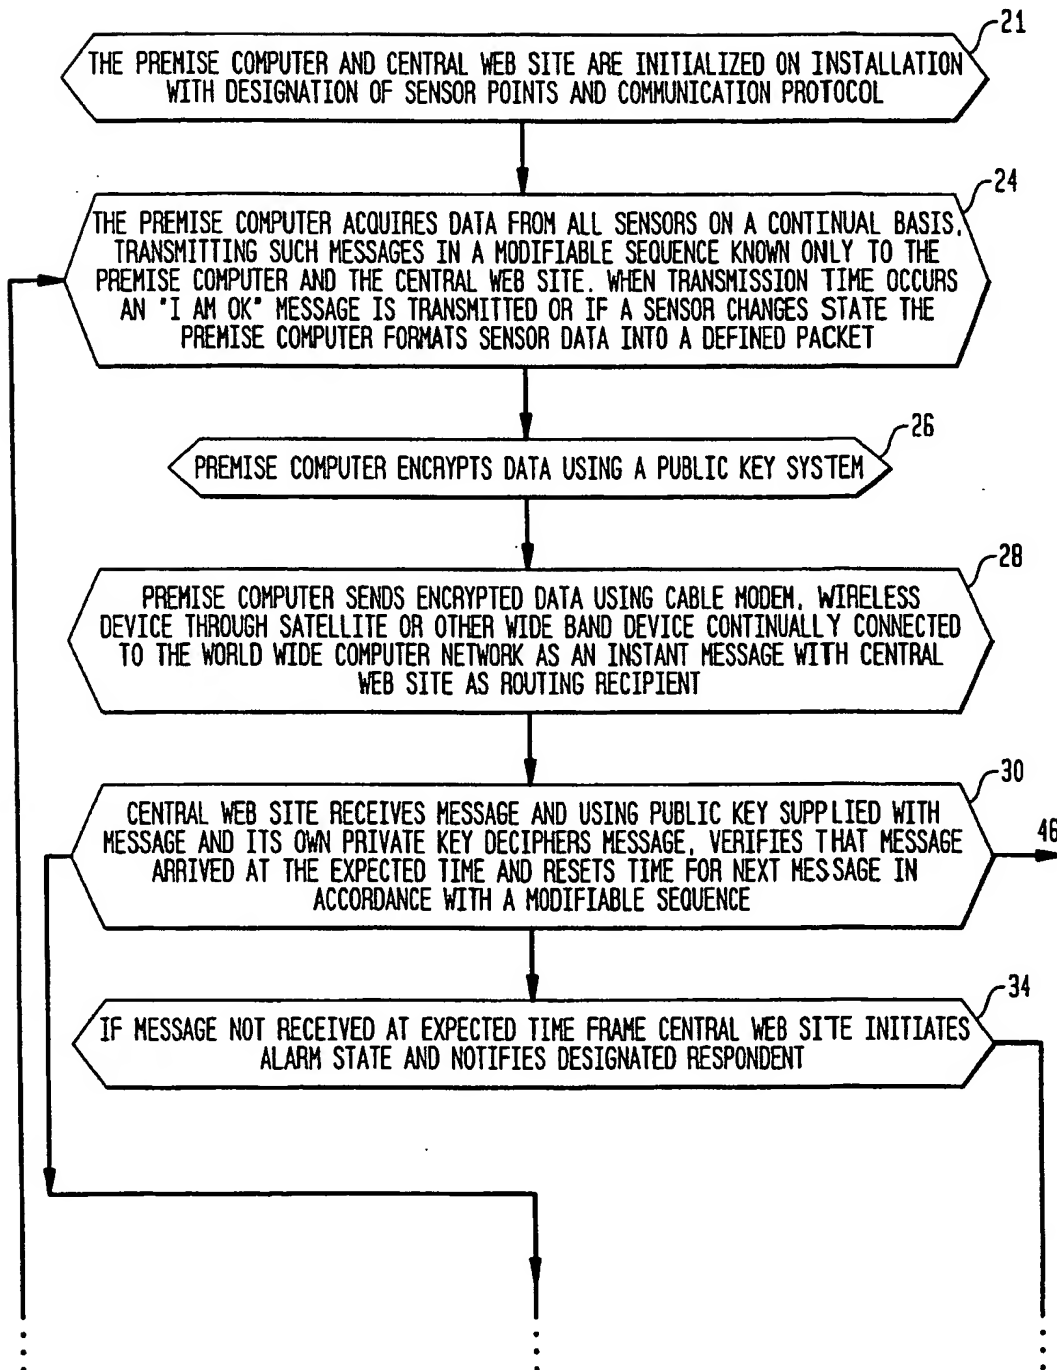 21
THE PREMISE COMPUTER AND CENTRAL WEB SITE ARE INITIALIZED ON INSTALLATION
WITH DESIGNATION OF SENSOR POINTS AND COMMUNICATION PROTOCOL
24
THE PREMISE COMPUTER ACQUIRES DATA FROM ALL SENSORS ON A CONTINUAL BASIS,
TRANSMITTING SUCH MESSAGES IN A MODIFIABLE SEQUENCE KNOWN ONLY TO THE
PREMISE COMPUTER AND THE CENTRAL WEB SITE. WHEN TRANSMISSION TIME OCCURS
AN "I AM OK" MESSAGE IS TRANSMITTED OR IF A SENSOR CHANGES STATE THE
PREMISE COMPUTER FORMATS SENSOR DATA INTO A DEFINED PACKET
26
PREMISE COMPUTER ENCRYPTS DATA USING A PUBLIC KEY SYSTEM
28
PREMISE COMPUTER SENDS ENCRYPTED DATA USING CABLE MODEM, WIRELESS
DEVICE THROUGH SATELLITE OR OTHER WIDE BAND DEVICE CONTINUALLY CONNECTED
TO THE WORLD WIDE COMPUTER NETWORK AS AN INSTANT MESSAGE WITH CENTRAL
WEB SITE AS ROUTING RECIPIENT
30
CENTRAL WEB SITE RECEIVES MESSAGE AND USING PUBLIC KEY SUPPLIED WITH
MESSAGE AND ITS OWN PRIVATE KEY DECIPHERS MESSAGE, VERIFIES THAT MESSAGE
ARRIVED AT THE EXPECTED TIME AND RESETS TIME FOR NEXT MESSAGE IN
ACCORDANCE WITH A MODIFIABLE SEQUENCE
46
34
IF MESSAGE NOT RECEIVED AT EXPECTED TIME FRAME CENTRAL WEB SITE INITIATES
ALARM STATE AND NOTIFIES DESIGNATED RESPONDENT